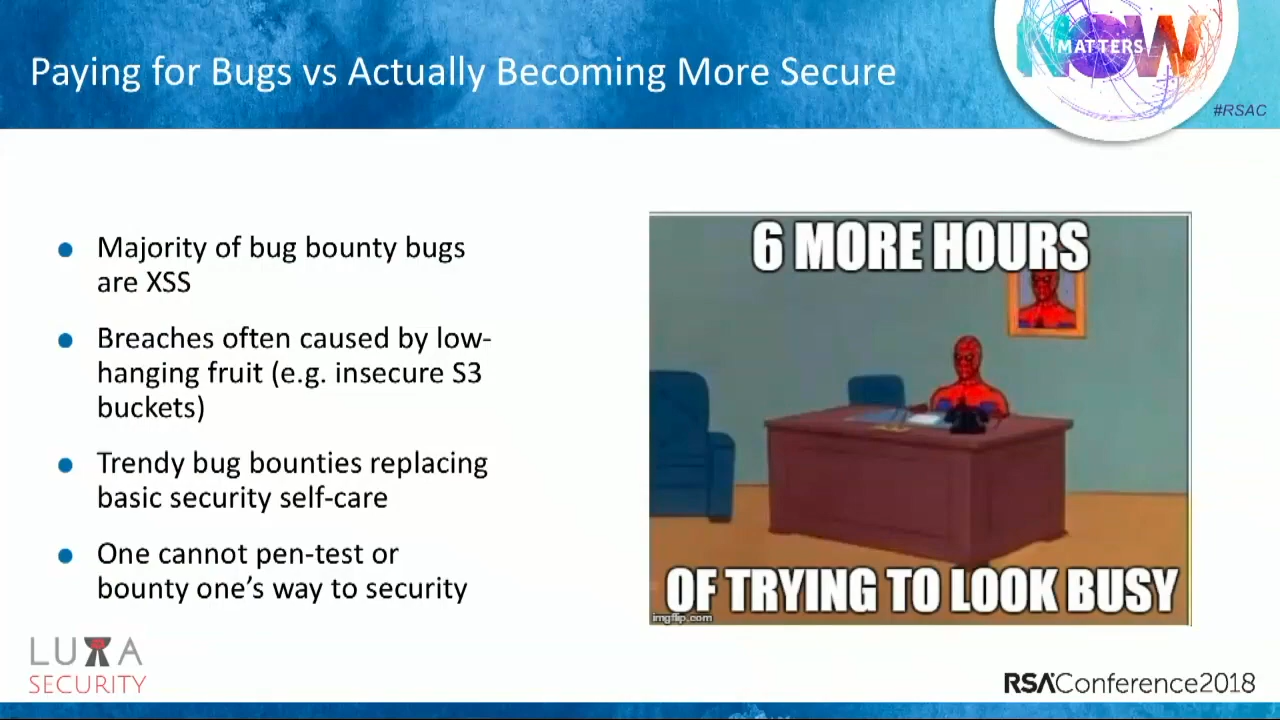 Paying for Bugs vs Actually Becoming More Secure
NOW
MATTERS
#RSAC
Majority of bug bounty bugs
are XSS
Breaches often caused by low-
hanging fruit (e.g. insecure S3
buckets)
Trendy bug bounties replacing
basic security self-care
One cannot pen-test or
bounty one’s way to security
6 MORE HOURS
OF TRYING TO LOOK BUSY
imgflip.com
LUTA
SECURITY
RSAConference2018